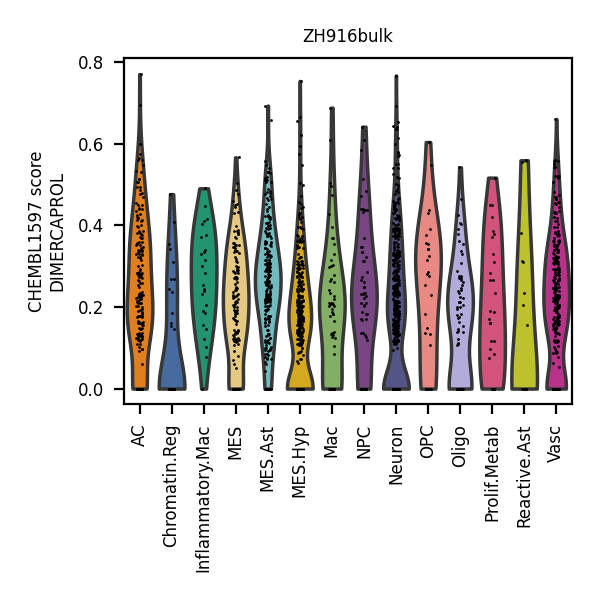 ZH916bulk
CHEMBL1597 score
DIMERCAPROL
0.8
0.6
0.4
0.2
0.0
AC
Chromatin.Reg
Inflammatory.Mac
MES
MES.Ast
MES.Hyp
Mac
NPC
Neuron
OPC
Oligo
Prolif.Metab
Reactive.Ast
Vasc